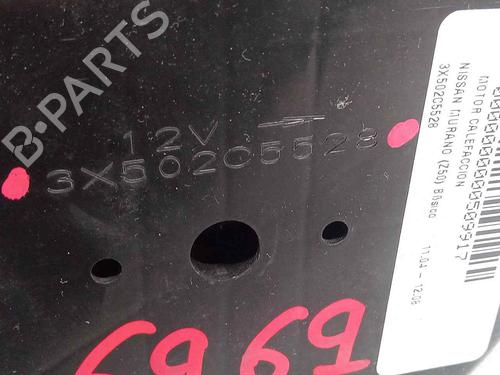 B-PARTS
12V
3X502C5528
6969
MOTOR CALEFACCION
NISSAN MURANO (Z50) Básico 11.04 - 12.08
3X502C5528